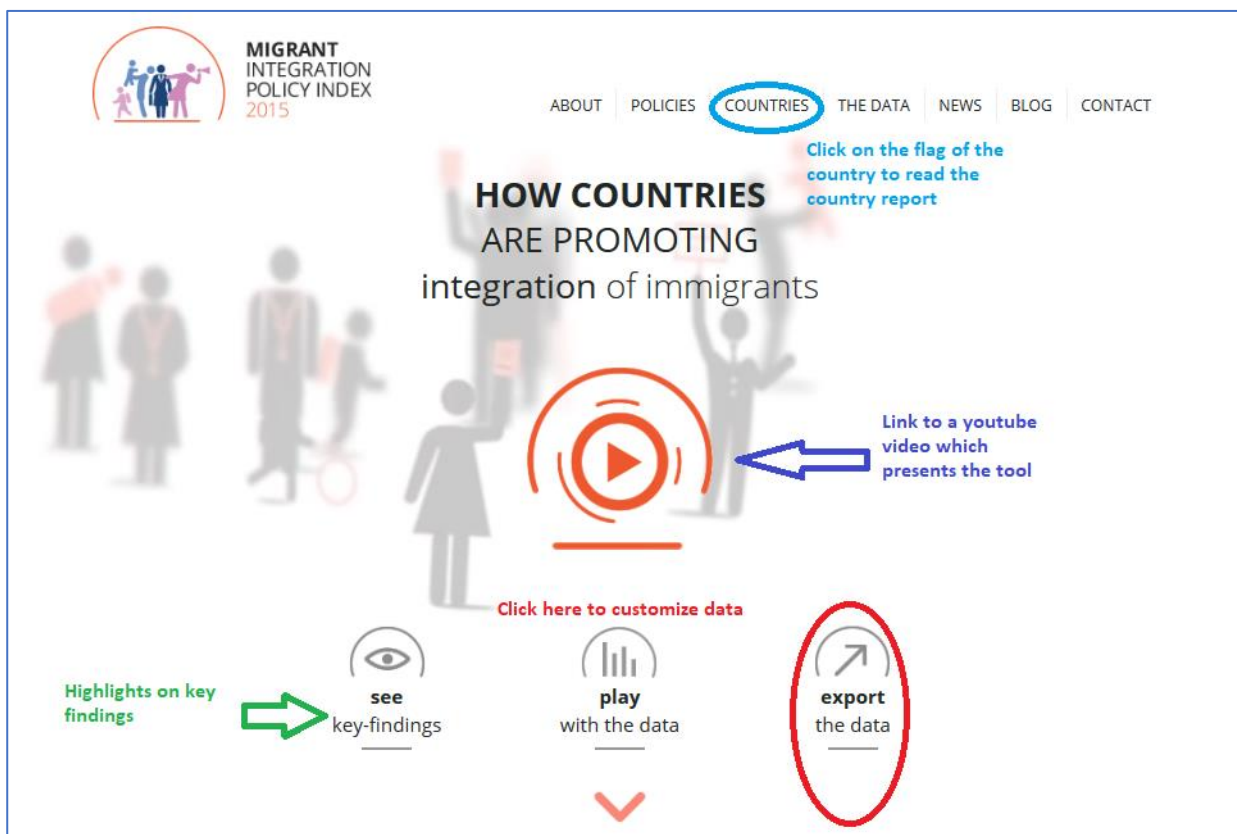 MIGRANT
INTEGRATION
POLICY INDEX
2015
ABOUT POLICIES COUNTRIES THE DATA NEWS BLOG CONTACT
Click on the flag of the
country to read the
country report
HOW COUNTRIES
ARE PROMOTING
integration of immigrants
Link to a youtube
video which
presents the tool
Click here to customize data
Highlights on key
findings
see
key-findings
play
with the data
export
the data